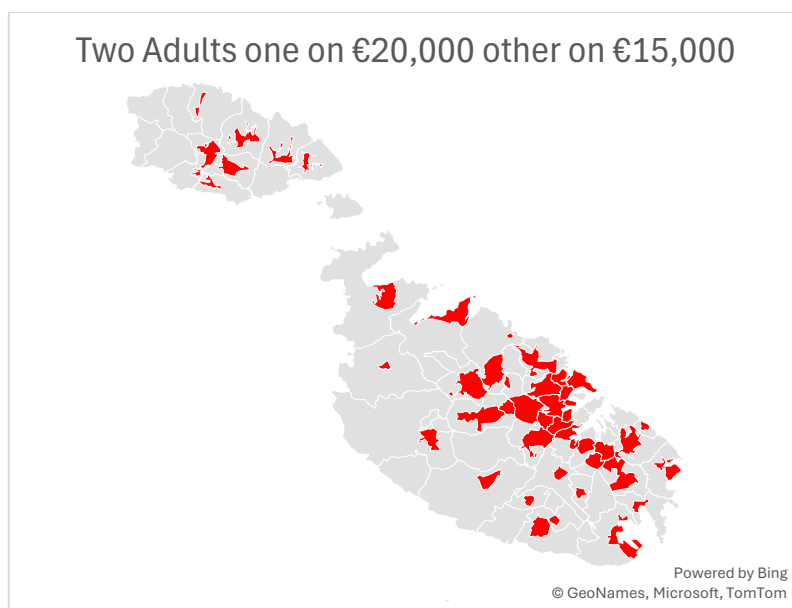 Two Adults one on €20,000 other on €15,000
Powered by Bing
© GeoNames, Microsoft, TomTom